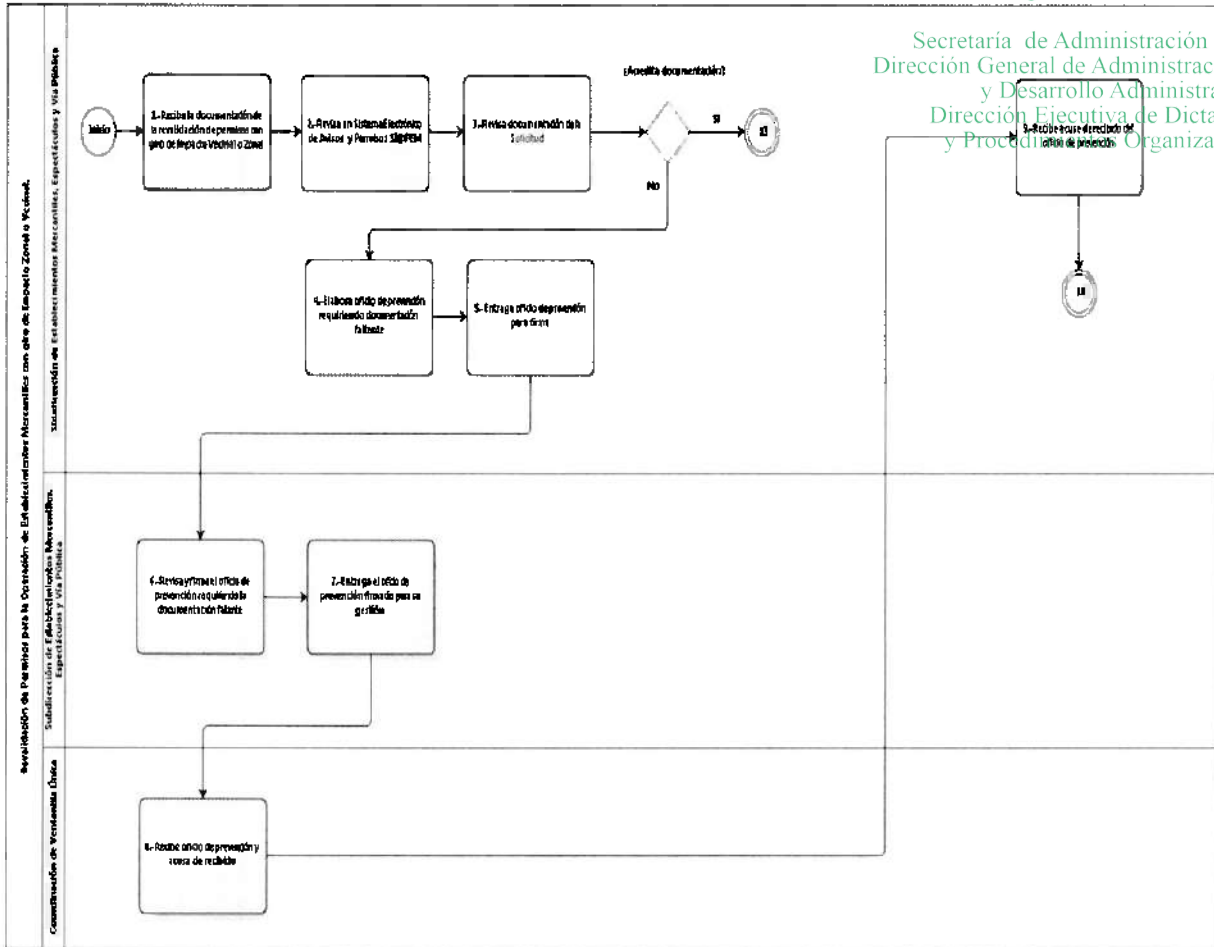 Secretaría de Administración
Dirección General de Administrac
y Desarrollo Administra
Dirección Ejecutiva de Dicta
y Procedimientos Organiza
Revalidación de Permisos para la Operación de Establecimientos Mercantiles con giro de Impacto Zonal o Vecinal.
de Establecimientos Mercantiles, Espectáculos y Vía Pública
Inicio
1.-Recibe la documentación de
la revalidación de permisos con
giro de Impacto Vecinal o Zonal
2.-Revisa en Sistema Electrónico
de Avisos y Permisos
3.-Revisa documentación de la
Solicitud
¿Acredita documentación?
SI
No
4.-Elabora oficio de prevención
requiriendo documentación
faltante
5.-Entrega oficio de prevención
para firma
9.-Recibe acuse de recibido del
oficio de prevención
Subdirección de Establecimientos Mercantiles,
Espectáculos y Vía Pública
6.-Revisa y firma el oficio de
prevención requiriendo la
documentación faltante
7.-Entrega el oficio de
prevención firmado para su
gestión
Coordinación de Ventanilla Única
8.-Recibe oficio de prevención y
acusa de recibido